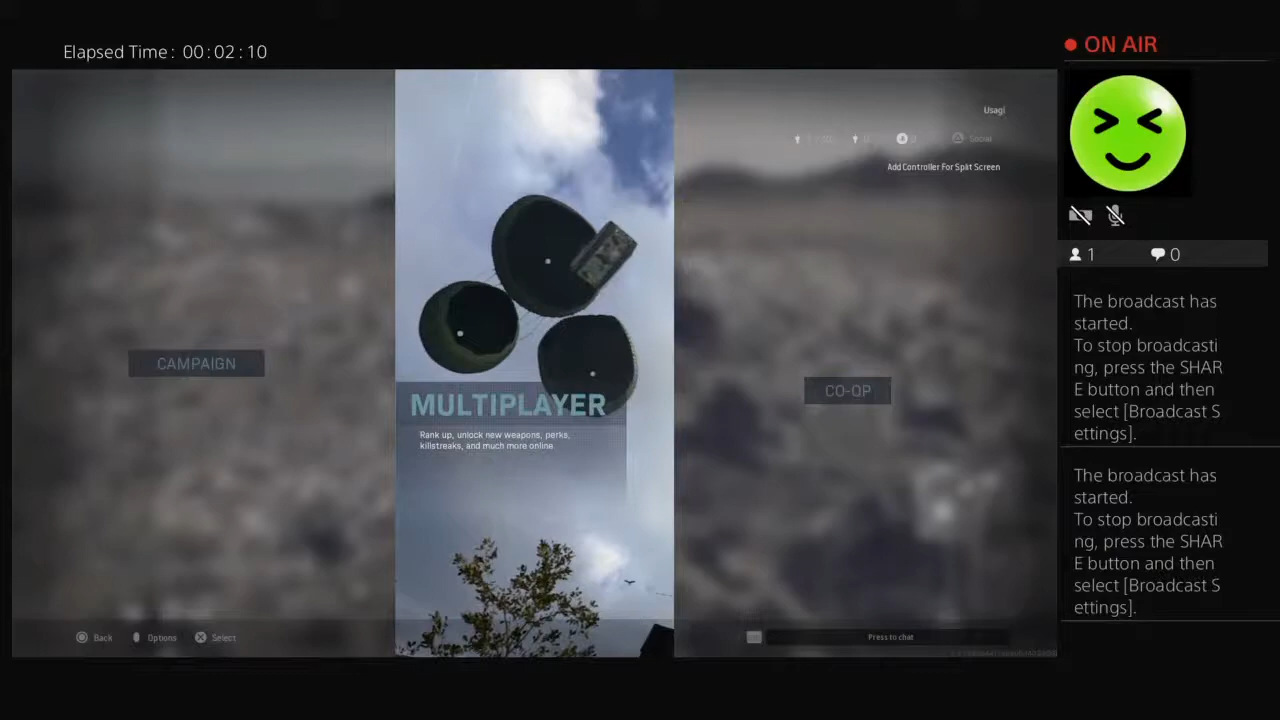 Elapsed Time: 00:02:10
ON AIR
Usagi
Social
Add Controller For Split Screen
1
0
CAMPAIGN
MULTIPLAYER
Rank up, unlock new weapons, perks,
killstreaks, and much more online.
CO-OP
The broadcast has
started.
To stop broadcasti
ng, press the SHAR
E button and then
select [Broadcast S
ettings].
The broadcast has
started.
To stop broadcasti
ng, press the SHAR
E button and then
select [Broadcast S
ettings].
Back
Options
Select
Press to chat